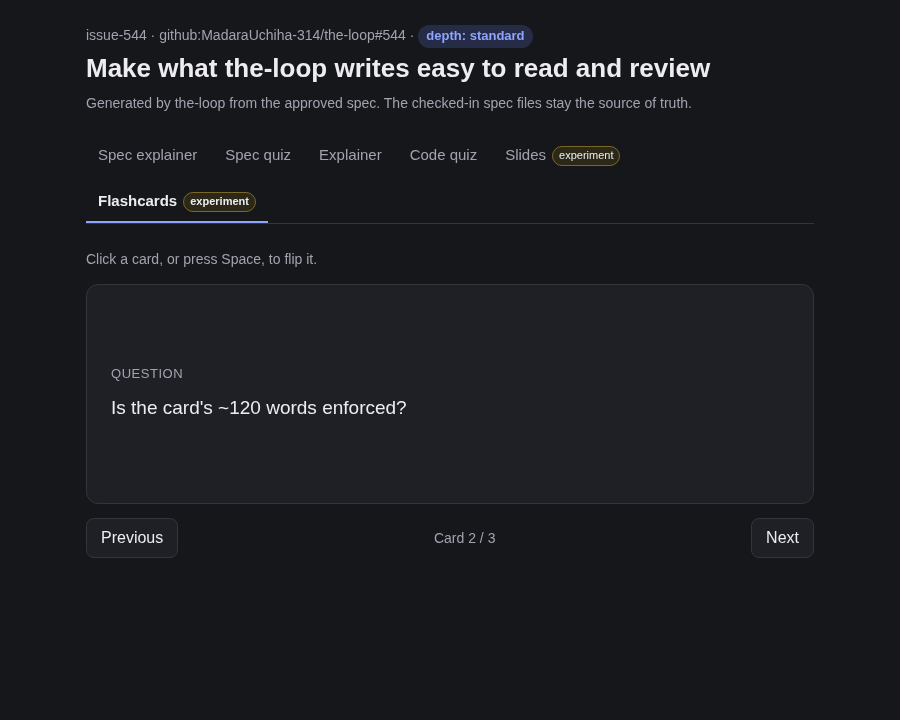 issue-544 · github:MadaraUchiha-314/the-loop#544 · depth: standard
Make what the-loop writes easy to read and review
Generated by the-loop from the approved spec. The checked-in spec files stay the source of truth.
Spec explainer Spec quiz Explainer Code quiz Slides experiment
Flashcards experiment
Click a card, or press Space, to flip it.
QUESTION
Is the card's ~120 words enforced?
Previous Card 2 / 3 Next